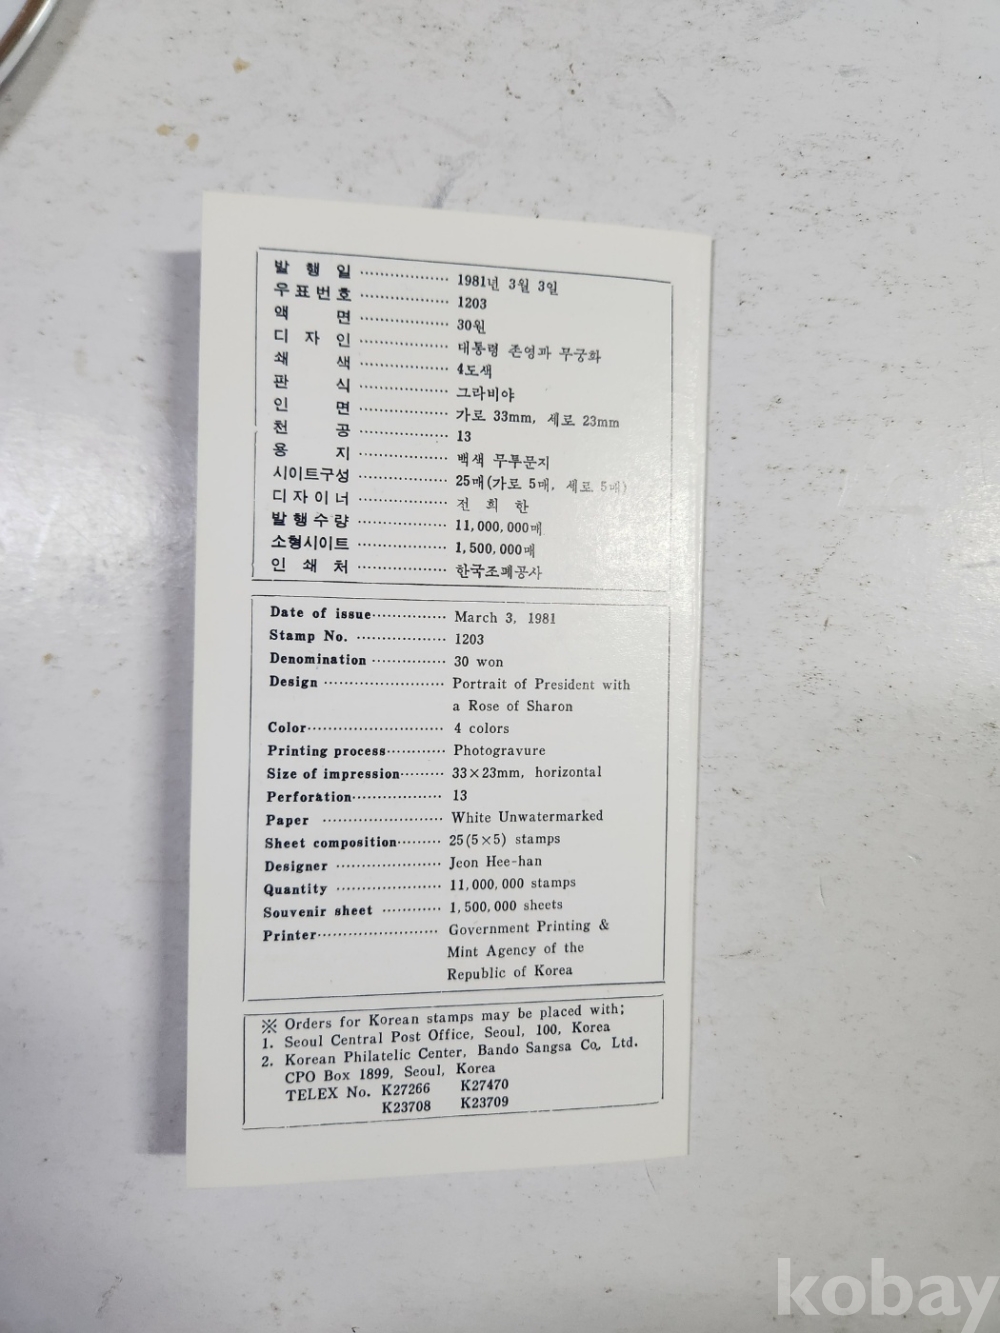 발 행 일 ·················· 1981년 3월 3일
우표번호 ·················· 1203
액 면 ·················· 30원
디 자 인 ·················· 대통령 존영과 무궁화
쇄 색 ·················· 4도색
판 식 ·················· 그라비야
인 면 ·················· 가로 33mm, 세로 23mm
천 공 ·················· 13
용 지 ·················· 백색 무투문지
시이트구성 ·················· 25매(가로 5매, 세로 5매)
디자이너 ·················· 전 희 한
발행수량 ·················· 11,000,000매
소형시이트 ·················· 1,500,000매
인 쇄 처 ·················· 한국조폐공사
Date of issue··············· March 3, 1981
Stamp No. ·················· 1203
Denomination ··············· 30 won
Design ························ Portrait of President with
a Rose of Sharon
Color··························· 4 colors
Printing process············ Photogravure
Size of impression········· 33×23mm, horizontal
Perforation·················· 13
Paper ························ White Unwatermarked
Sheet composition········· 25(5×5) stamps
Designer ····················· Jeon Hee-han
Quantity ····················· 11,000,000 stamps
Souvenir sheet ············ 1,500,000 sheets
Printer························ Government Printing &
Mint Agency of the
Republic of Korea
※ Orders for Korean stamps may be placed with;
1. Seoul Central Post Office, Seoul, 100, Korea
2. Korean Philatelic Center, Bando Sangsa Co., Ltd.
CPO Box 1899, Seoul, Korea
TELEX No. K27266 K27470
K23708 K23709
kobay